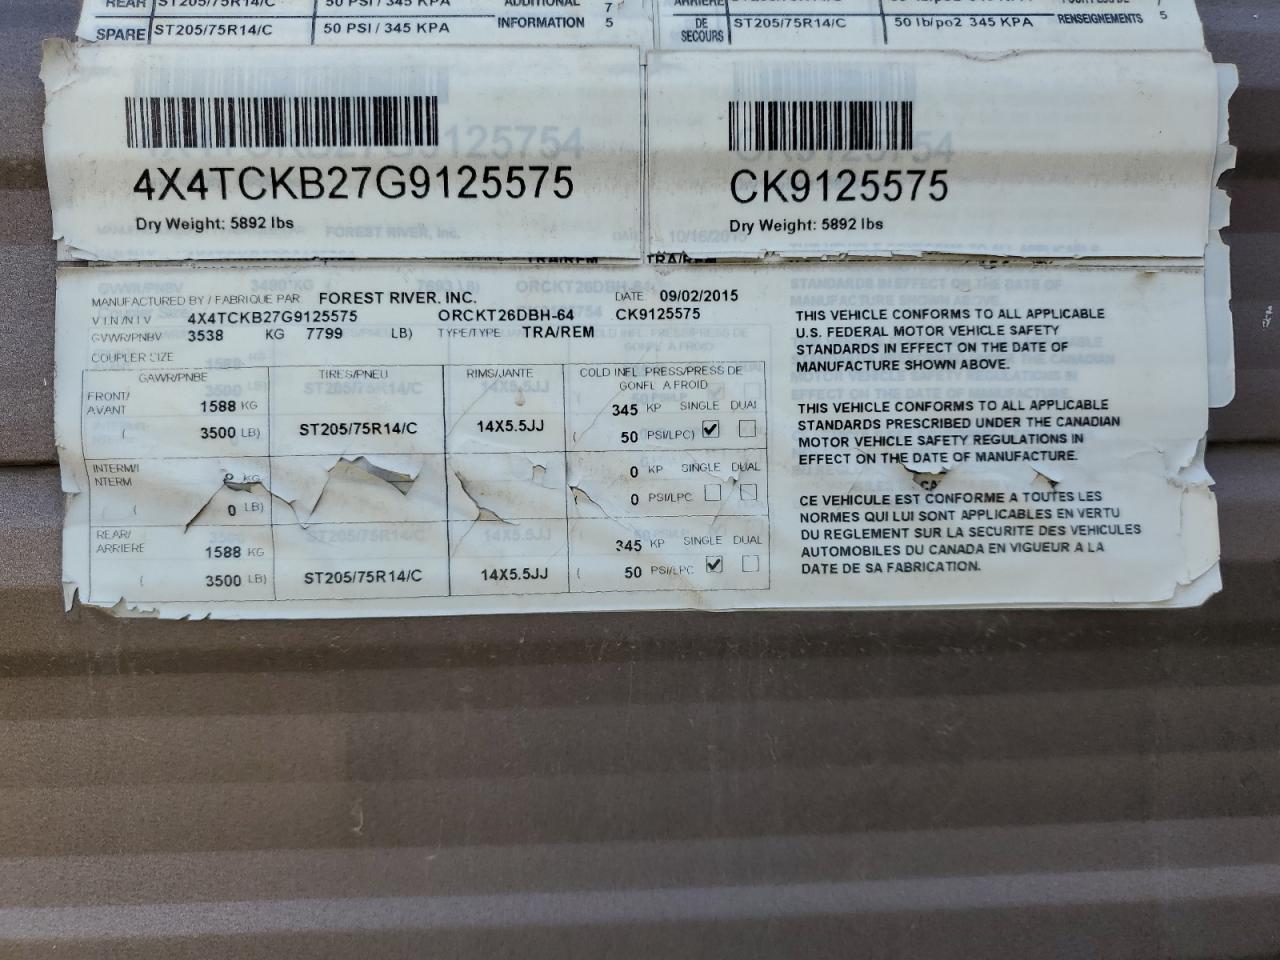 REAR ST205/75R14/C 50 PSI / 345 KPA ADDITIONAL 7
SPARE ST205/75R14/C 50 PSI / 345 KPA INFORMATION 5
ARRIERE
DE SECOURS ST205/75R14/C 50 lb/po2 345 KPA RENSEIGNEMENTS 5
4X4TCKB27G9125575
Dry Weight: 5892 lbs
CK9125575
Dry Weight: 5892 lbs
TRA/REM
MANUFACTURED BY / FABRIQUE PAR FOREST RIVER, INC. DATE 09/02/2015
V I N / N I V 4X4TCKB27G9125575 ORCKT26DBH-64 CK9125575
GVWR/PNBV 3538 KG 7799 LB) TYPE/TYPE TRA/REM
COUPLER SIZE
GAWR/PNBE TIRES/PNEU RIMS/JANTE COLD INFL PRESS/PRESS DE
GONFL A FROID
FRONT/
AVANT 1588 KG 345 KP SINGLE DUAL
( 3500 LB) ST205/75R14/C 14X5.5JJ ( 50 PSI/LPC) ✔
INTERM/I
NTERM 0 KG 0 KP SINGLE DUAL
( ( 0 LB) ( 0 PSI/LPC
REAR/
ARRIERE 1588 KG 345 KP SINGLE DUAL
( 3500 LB) ST205/75R14/C 14X5.5JJ ( 50 PSI/LPC ✔
THIS VEHICLE CONFORMS TO ALL APPLICABLE
U.S. FEDERAL MOTOR VEHICLE SAFETY
STANDARDS IN EFFECT ON THE DATE OF
MANUFACTURE SHOWN ABOVE.
THIS VEHICLE CONFORMS TO ALL APPLICABLE
STANDARDS PRESCRIBED UNDER THE CANADIAN
MOTOR VEHICLE SAFETY REGULATIONS IN
EFFECT ON THE DATE OF MANUFACTURE.
CE VEHICULE EST CONFORME A TOUTES LES
NORMES QUI LUI SONT APPLICABLES EN VERTU
DU REGLEMENT SUR LA SECURITE DES VEHICULES
AUTOMOBILES DU CANADA EN VIGUEUR A LA
DATE DE SA FABRICATION.